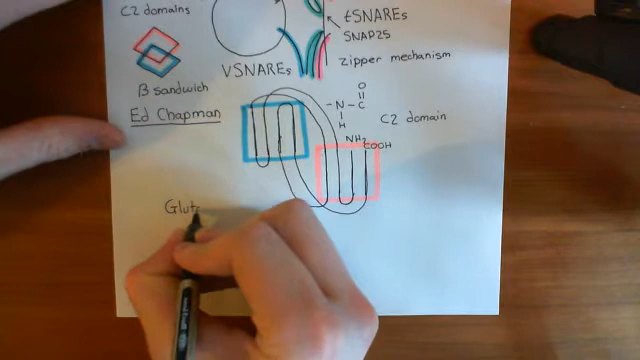 C2 domains
tSNAREs
SNAP25
zipper mechanism
VSNAREs
β sandwich
Ed Chapman
O
- N - C
H
C2 domain
NH2
COOH
Glut